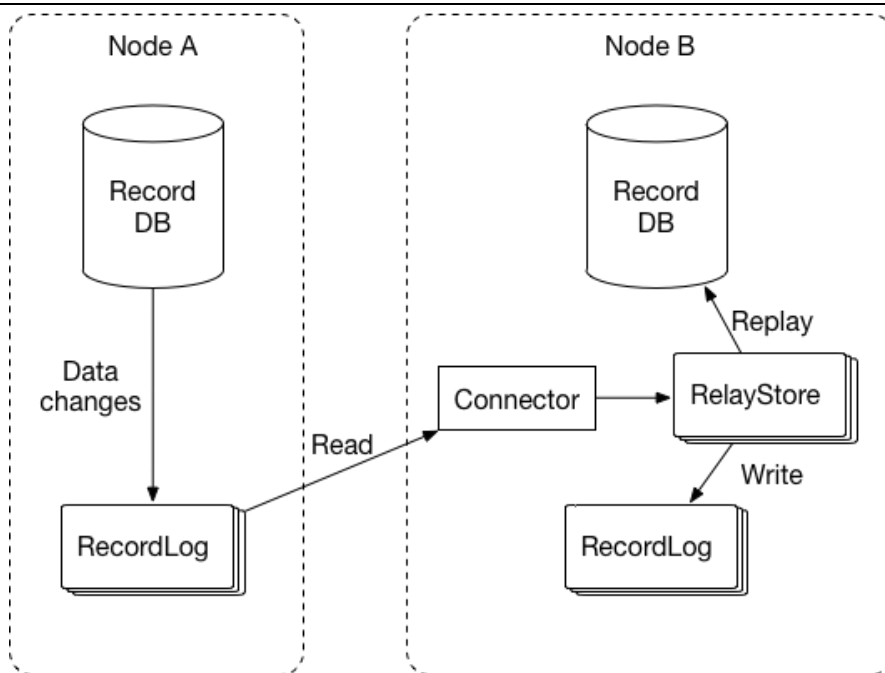 Node A
Node B
Record
DB
Record
DB
Replay
Data
changes
Connector
RelayStore
Read
Write
RecordLog
RecordLog